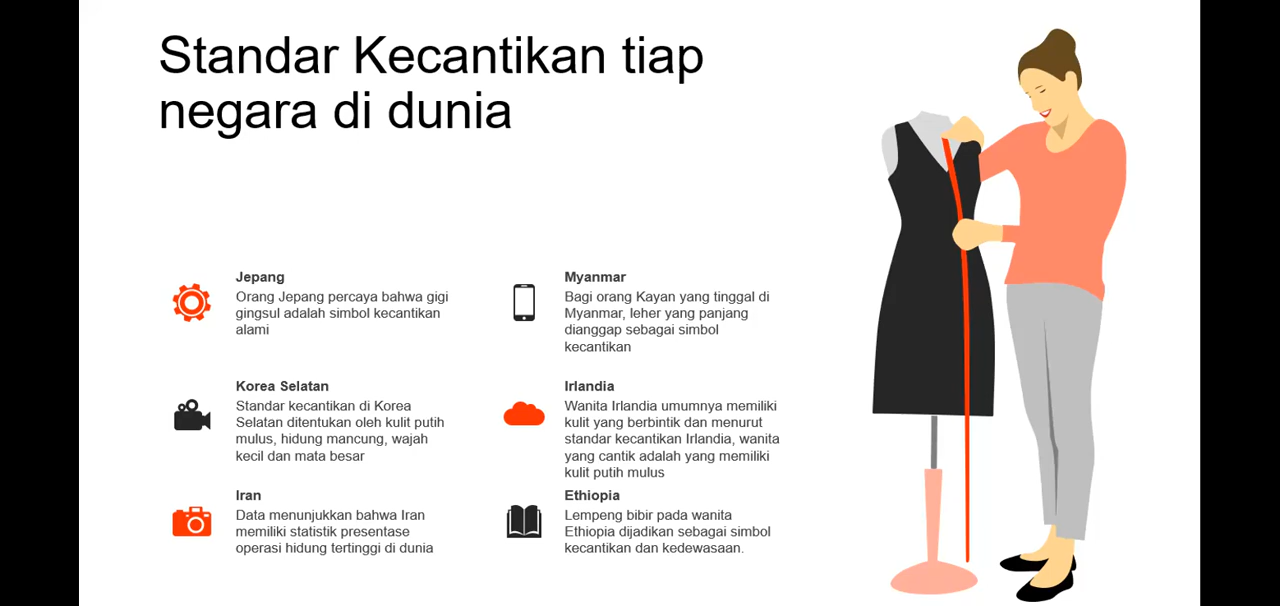 Standar Kecantikan tiap
negara di dunia
Jepang
Orang Jepang percaya bahwa gigi
gingsul adalah simbol kecantikan
alami
Myanmar
Bagi orang Kayan yang tinggal di
Myanmar, leher yang panjang
dianggap sebagai simbol
kecantikan
Korea Selatan
Standar kecantikan di Korea
Selatan ditentukan oleh kulit putih
mulus, hidung mancung, wajah
kecil dan mata besar
Irlandia
Wanita Irlandia umumnya memiliki
kulit yang berbintik dan menurut
standar kecantikan Irlandia, wanita
yang cantik adalah yang memiliki
kulit putih mulus
Iran
Data menunjukkan bahwa Iran
memiliki statistik presentase
operasi hidung tertinggi di dunia
Ethiopia
Lempeng bibir pada wanita
Ethiopia dijadikan sebagai simbol
kecantikan dan kedewasaan.